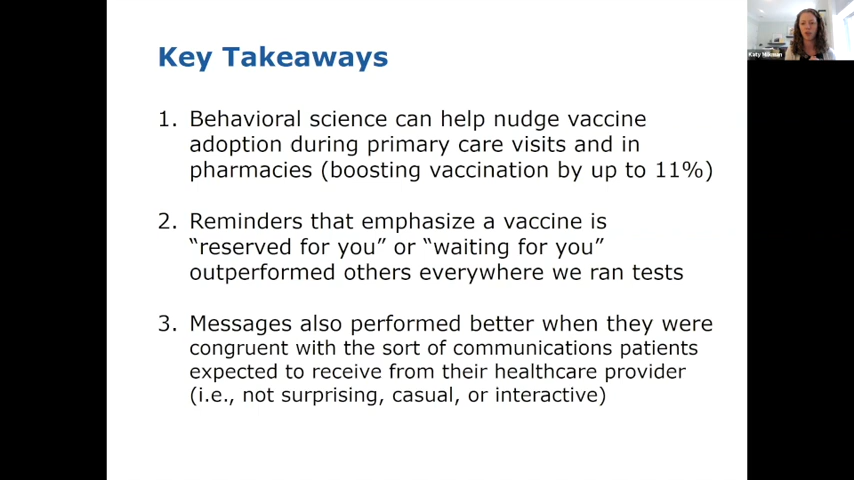 Key Takeaways
1. Behavioral science can help nudge vaccine
adoption during primary care visits and in
pharmacies (boosting vaccination by up to 11%)
2. Reminders that emphasize a vaccine is
“reserved for you” or “waiting for you”
outperformed others everywhere we ran tests
3. Messages also performed better when they were
congruent with the sort of communications patients
expected to receive from their healthcare provider
(i.e., not surprising, casual, or interactive)
Katy Milkman